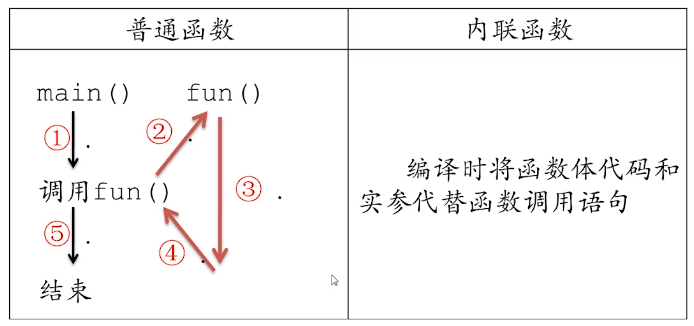 普通函数
内联函数
main()
fun()
①
②
调用fun()
③
⑤
④
结束
编译时将函数体代码和
实参代替函数调用语句